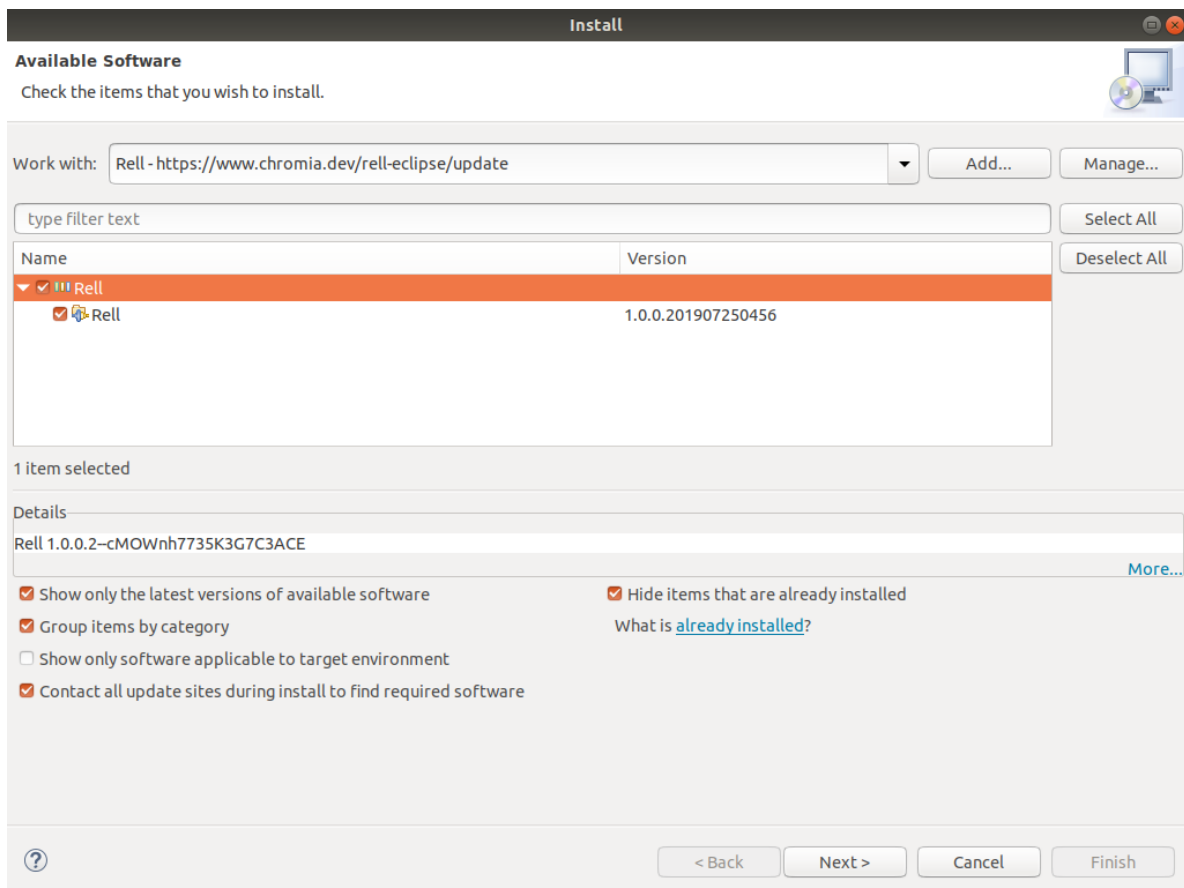 Install
Available Software
Check the items that you wish to install.
Work with: Rell - https://www.chromia.dev/rell-eclipse/update Add... Manage...
type filter text Select All
Name Version Deselect All
Rell
Rell 1.0.0.201907250456
1 item selected
Details
Rell 1.0.0.2--cMOWnh7735K3G7C3ACE
More...
Show only the latest versions of available software Hide items that are already installed
Group items by category What is already installed?
Show only software applicable to target environment
Contact all update sites during install to find required software
? < Back Next > Cancel Finish